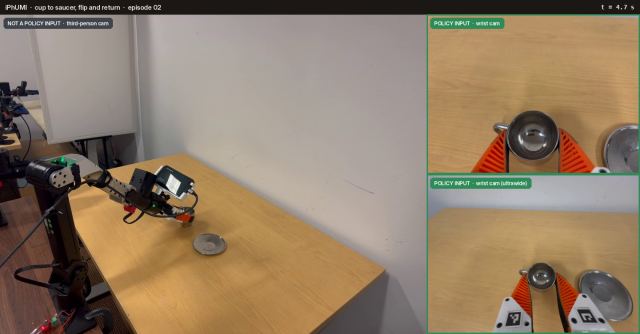 iPhUMI · cup to saucer, flip and return · episode 02
t = 4.7 s
NOT A POLICY INPUT · third-person cam
POLICY INPUT · wrist cam
POLICY INPUT · wrist cam (ultrawide)